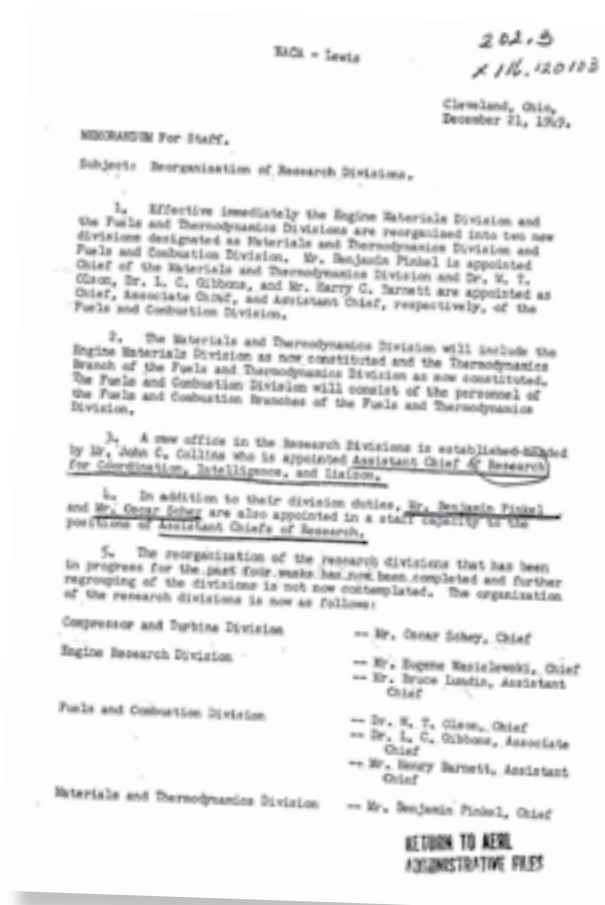 202.3
x 116.120103
NACA - Lewis
Cleveland, Ohio,
December 21, 1949.
MEMORANDUM For Staff.
Subject: Reorganization of Research Divisions.
1. Effective immediately the Engine Materials Division and
the Fuels and Thermodynamics Divisions are reorganized into two new
divisions designated as Materials and Thermodynamics Division and
Fuels and Combustion Division. Mr. Benjamin Pinkel is appointed
Chief of the Materials and Thermodynamics Division and Dr. W. T.
Olson, Dr. L. C. Gibbons, and Mr. Harry C. Barnett are appointed as
Chief, Associate Chief, and Assistant Chief, respectively, of the
Fuels and Combustion Division.
2. The Materials and Thermodynamics Division will include the
Engine Materials Division as now constituted and the Thermodynamics
Branch of the Fuels and Thermodynamics Division as now constituted.
The Fuels and Combustion Division will consist of the personnel of
the Fuels and Combustion Branches of the Fuels and Thermodynamics
Division.
3. A new office in the Research Divisions is established headed
by Mr. John C. Collins who is appointed Assistant Chief of Research
for Coordination, Intelligence, and Liaison.
4. In addition to their division duties, Mr. Benjamin Pinkel
and Mr. Oscar Schey are also appointed in a staff capacity to the
positions of Assistant Chiefs of Research.
5. The reorganization of the research divisions that has been
in progress for the past four weeks has now been completed and further
regrouping of the divisions is not now contemplated. The organization
of the research divisions is now as follows:
Compressor and Turbine Division -- Mr. Oscar Schey, Chief
Engine Research Division -- Mr. Eugene Wasielewski, Chief
-- Mr. Bruce Lundin, Assistant
Chief
Fuels and Combustion Division -- Dr. W. T. Olson, Chief
-- Dr. L. C. Gibbons, Associate
Chief
-- Mr. Henry Barnett, Assistant
Chief
Materials and Thermodynamics Division -- Mr. Benjamin Pinkel, Chief
RETURN TO AERL
ADMINISTRATIVE FILES